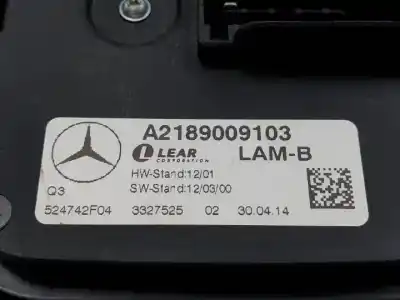 A2189009103
LEAR
CORPORATION
LAM-B
HW-Stand:12/01
Q3
SW-Stand:12/03/00
524742F04 3327525 02 30.04.14